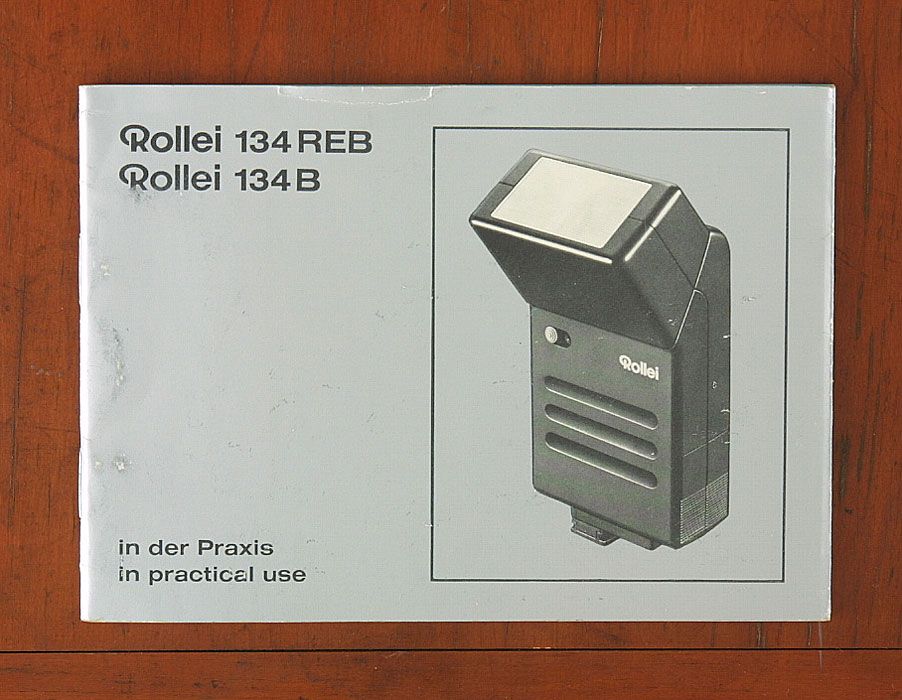 Rollei 134 REB
Rollei 134 B
Rollei
in der Praxis
in practical use